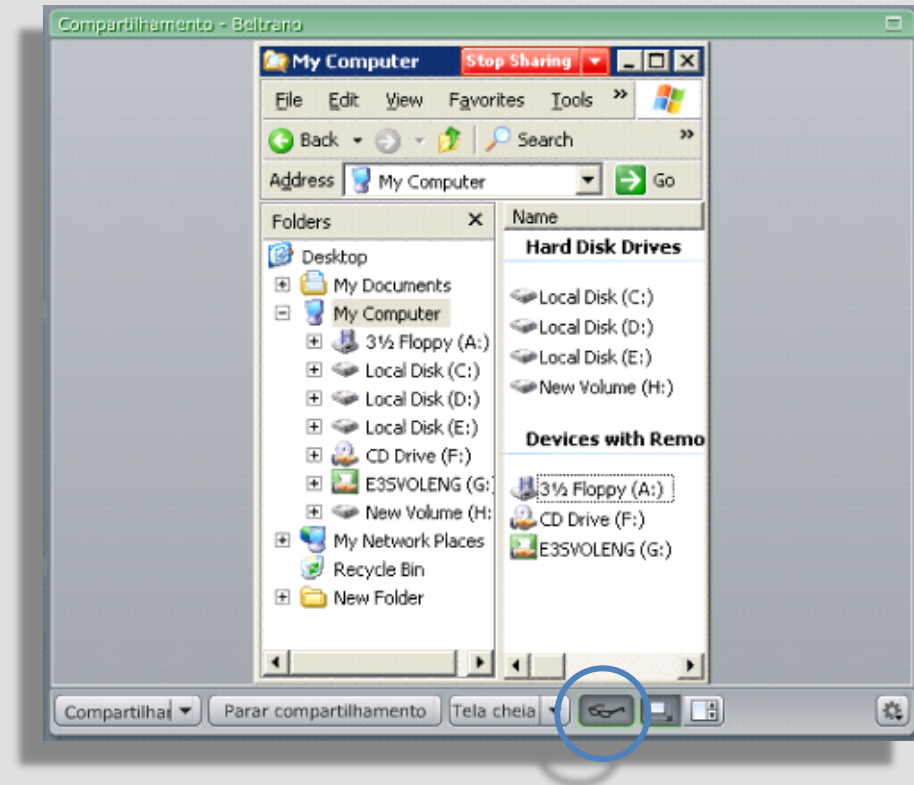 Compartilhamento - Beltrano
My Computer Stop Sharing
File Edit View Favorites Tools »
Back Search »
Address My Computer Go
Folders X Name
Hard Disk Drives
Desktop
My Documents
Local Disk (C:)
My Computer
Local Disk (D:)
3½ Floppy (A:)
Local Disk (E:)
Local Disk (C:)
New Volume (H:)
Local Disk (D:)
Local Disk (E:)
Devices with Remo
CD Drive (F:)
3½ Floppy (A:)
E3SVOLENG (G:
CD Drive (F:)
New Volume (H:
My Network Places
E3SVOLENG (G:)
Recycle Bin
New Folder
Compartilhar Parar compartilhamento Tela cheia